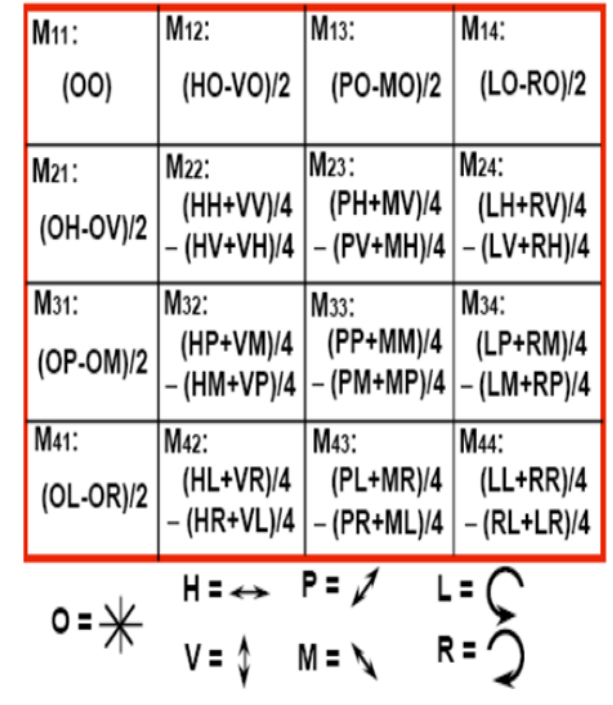 M11: M12: M13: M14:
(OO) (HO-VO)/2 (PO-MO)/2 (LO-RO)/2
M21: M22: M23: M24:
(OH-OV)/2 (HH+VV)/4 (PH+MV)/4 (LH+RV)/4
– (HV+VH)/4 – (PV+MH)/4 – (LV+RH)/4
M31: M32: M33: M34:
(OP-OM)/2 (HP+VM)/4 (PP+MM)/4 (LP+RM)/4
– (HM+VP)/4 – (PM+MP)/4 – (LM+RP)/4
M41: M42: M43: M44:
(OL-OR)/2 (HL+VR)/4 (PL+MR)/4 (LL+RR)/4
– (HR+VL)/4 – (PR+ML)/4 – (RL+LR)/4
H = P = L =
O =
V = M = R =